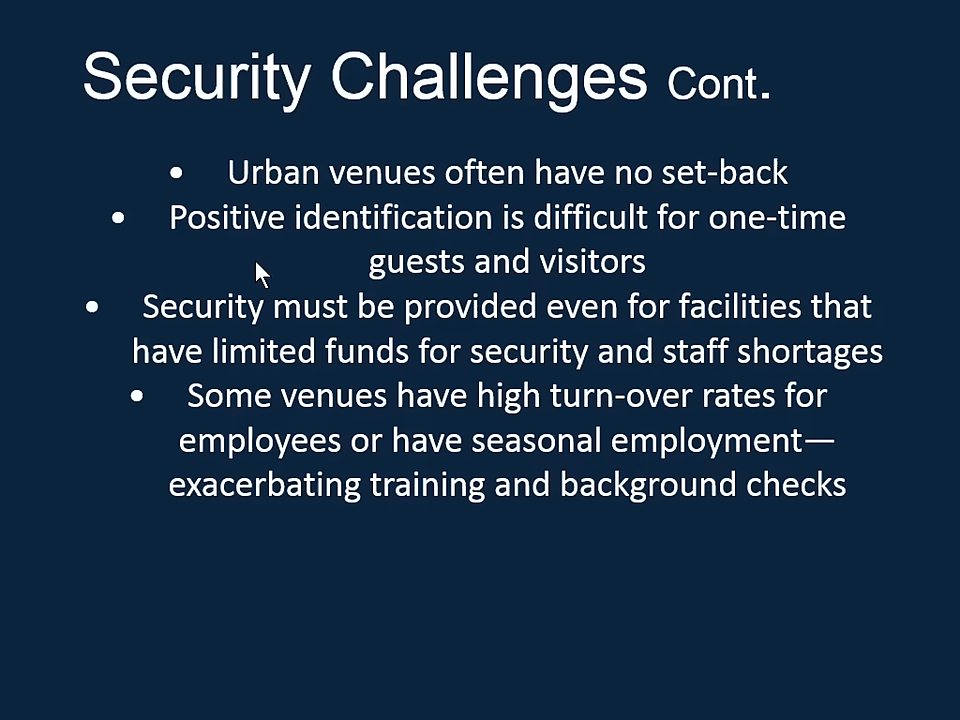 Security Challenges Cont.
• Urban venues often have no set-back
• Positive identification is difficult for one-time
guests and visitors
• Security must be provided even for facilities that
have limited funds for security and staff shortages
• Some venues have high turn-over rates for
employees or have seasonal employment—
exacerbating training and background checks